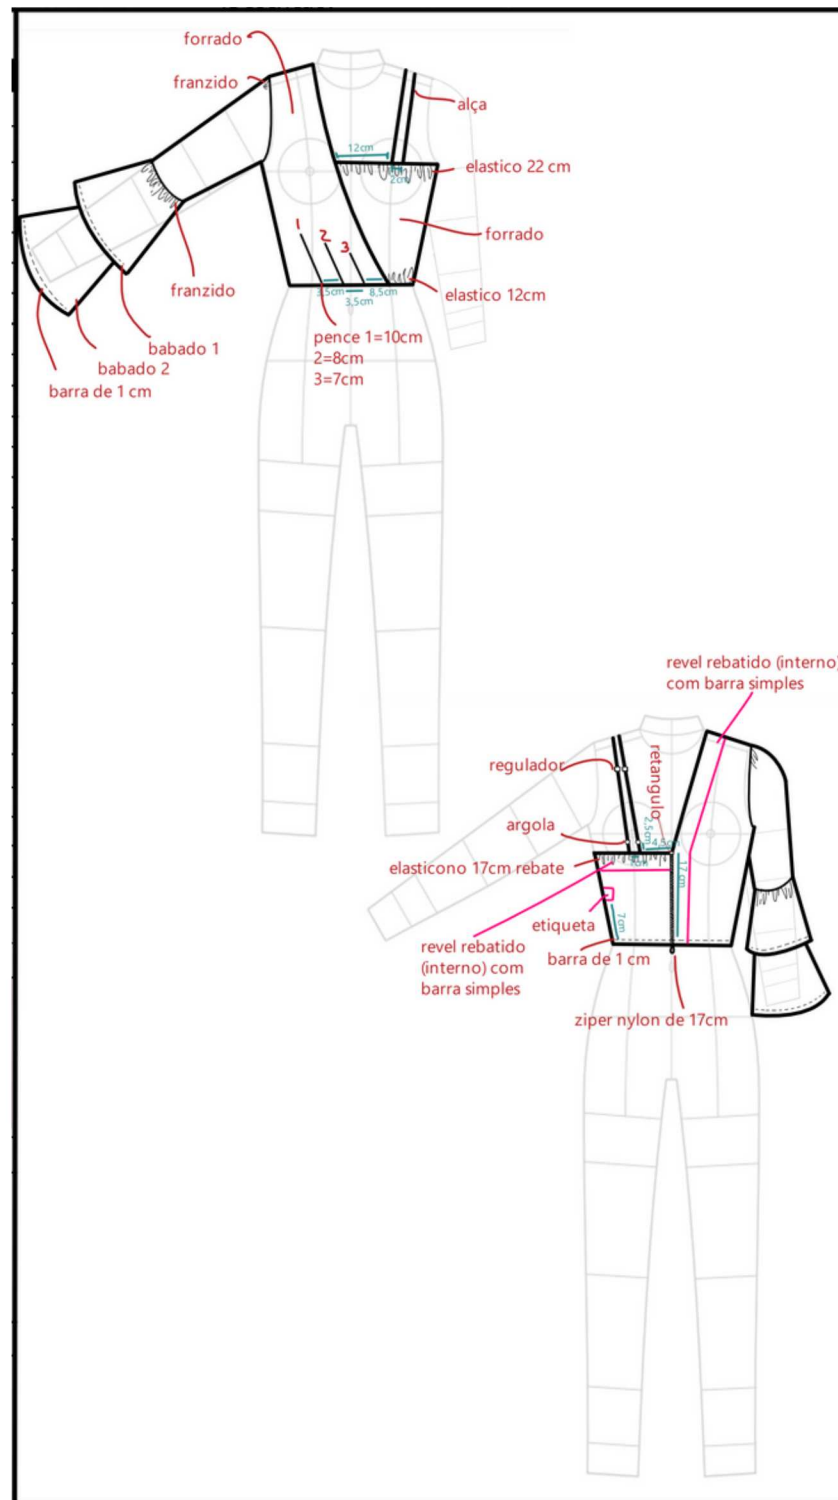 forrado
franzido
alça
12cm
elastico 22 cm
2cm
forrado
1
2
3
franzido
elastico 12cm
3,5cm
8,5cm
3,5cm
pence 1=10cm
2=8cm
3=7cm
babado 1
babado 2
barra de 1 cm
revel rebatido (interno)
com barra simples
regulador
retangulo
argola
2,5cm
4,5cm
elasticono 17cm rebate
17 cm
etiqueta
7cm
revel rebatido
(interno) com
barra simples
barra de 1 cm
ziper nylon de 17cm